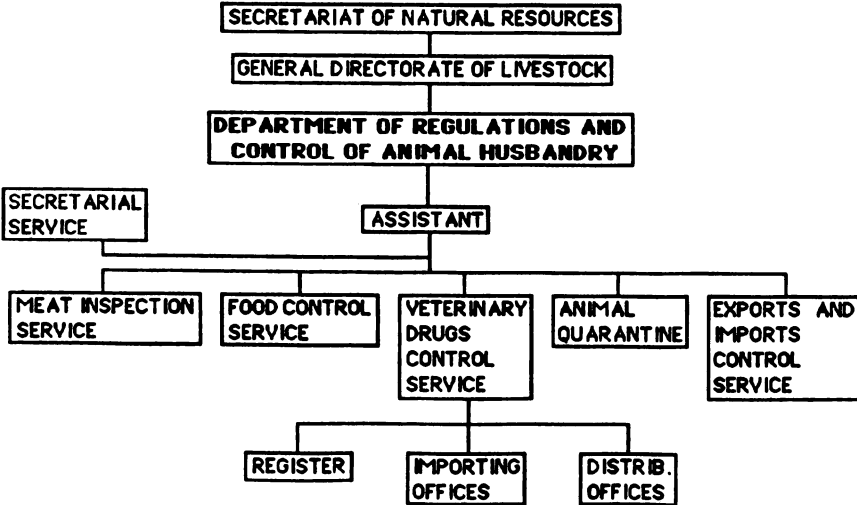 SECRETARIAT OF NATURAL RESOURCES
GENERAL DIRECTORATE OF LIVESTOCK
DEPARTMENT OF REGULATIONS AND
CONTROL OF ANIMAL HUSBANDRY
SECRETARIAL
SERVICE
ASSISTANT
MEAT INSPECTION
SERVICE
FOOD CONTROL
SERVICE
VETERINARY
DRUGS
CONTROL
SERVICE
ANIMAL
QUARANTINE
EXPORTS AND
IMPORTS
CONTROL
SERVICE
REGISTER
IMPORTING
OFFICES
DISTRIB.
OFFICES